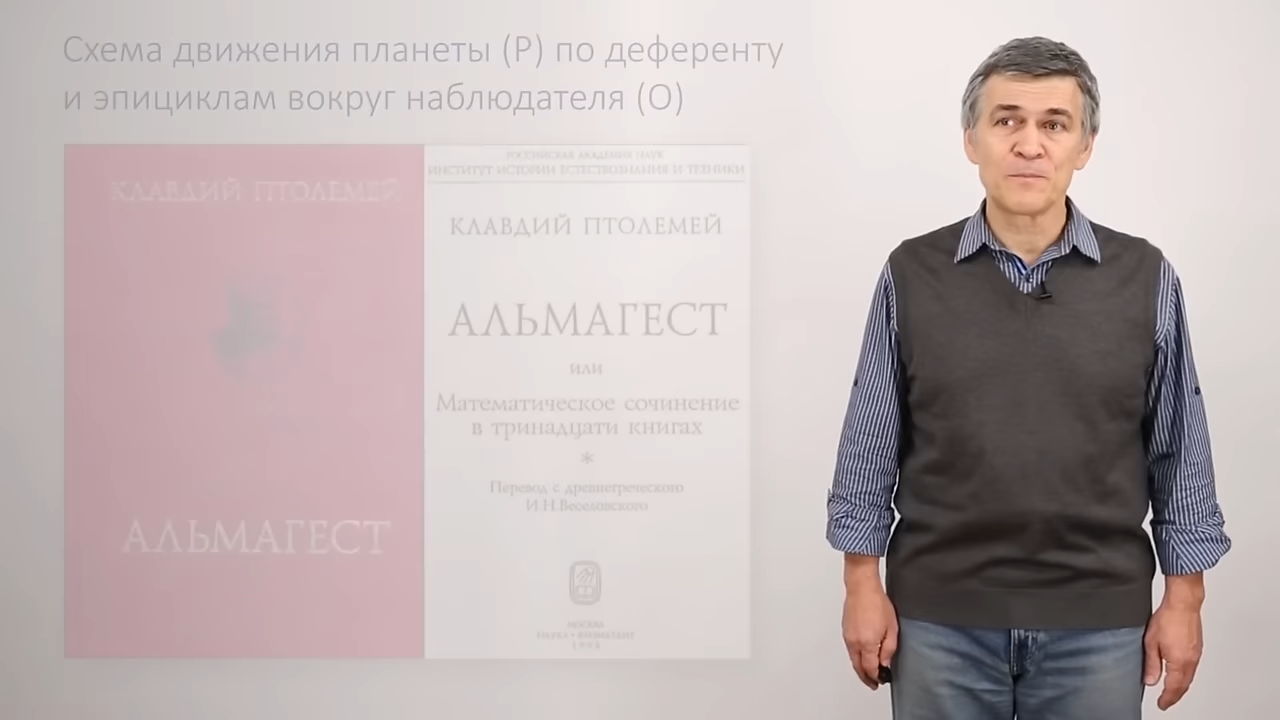 Схема движения планеты (P) по деференту
и эпициклам вокруг наблюдателя (O)
КЛАВДИЙ ПТОЛЕМЕЙ
АЛЬМАГЕСТ
РОССИЙСКАЯ АКАДЕМИЯ НАУК
ИНСТИТУТ ИСТОРИИ ЕСТЕСТВОЗНАНИЯ И ТЕХНИКИ
КЛАВДИЙ ПТОЛЕМЕЙ
АЛЬМАГЕСТ
или
Математическое сочинение
в тринадцати книгах
*
Перевод с древнегреческого
И.Н.Веселовского
МОСКВА
НАУКА • ФИЗМАТЛИТ
1998